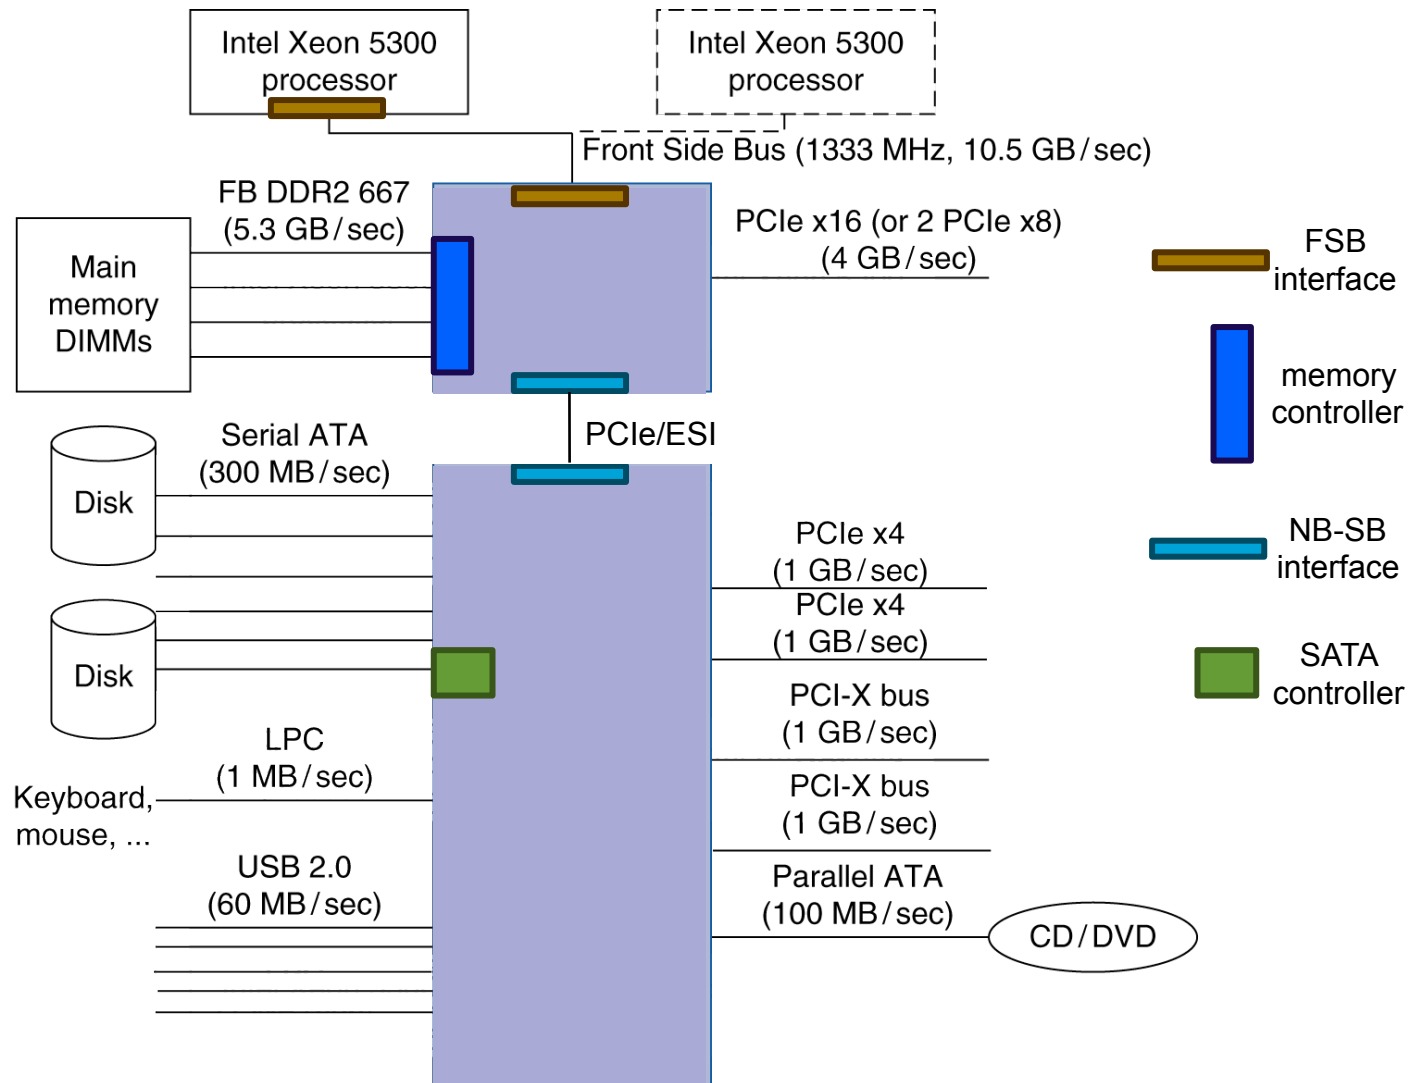 Intel Xeon 5300
processor
Intel Xeon 5300
processor
Front Side Bus (1333 MHz, 10.5 GB/sec)
FB DDR2 667
(5.3 GB/sec)
Main
memory
DIMMs
PCIe x16 (or 2 PCIe x8)
(4 GB/sec)
FSB
interface
memory
controller
NB-SB
interface
SATA
controller
PCIe/ESI
Serial ATA
(300 MB/sec)
Disk
Disk
LPC
(1 MB/sec)
Keyboard,
mouse, ...
USB 2.0
(60 MB/sec)
PCIe x4
(1 GB/sec)
PCIe x4
(1 GB/sec)
PCI-X bus
(1 GB/sec)
PCI-X bus
(1 GB/sec)
Parallel ATA
(100 MB/sec)
CD/DVD